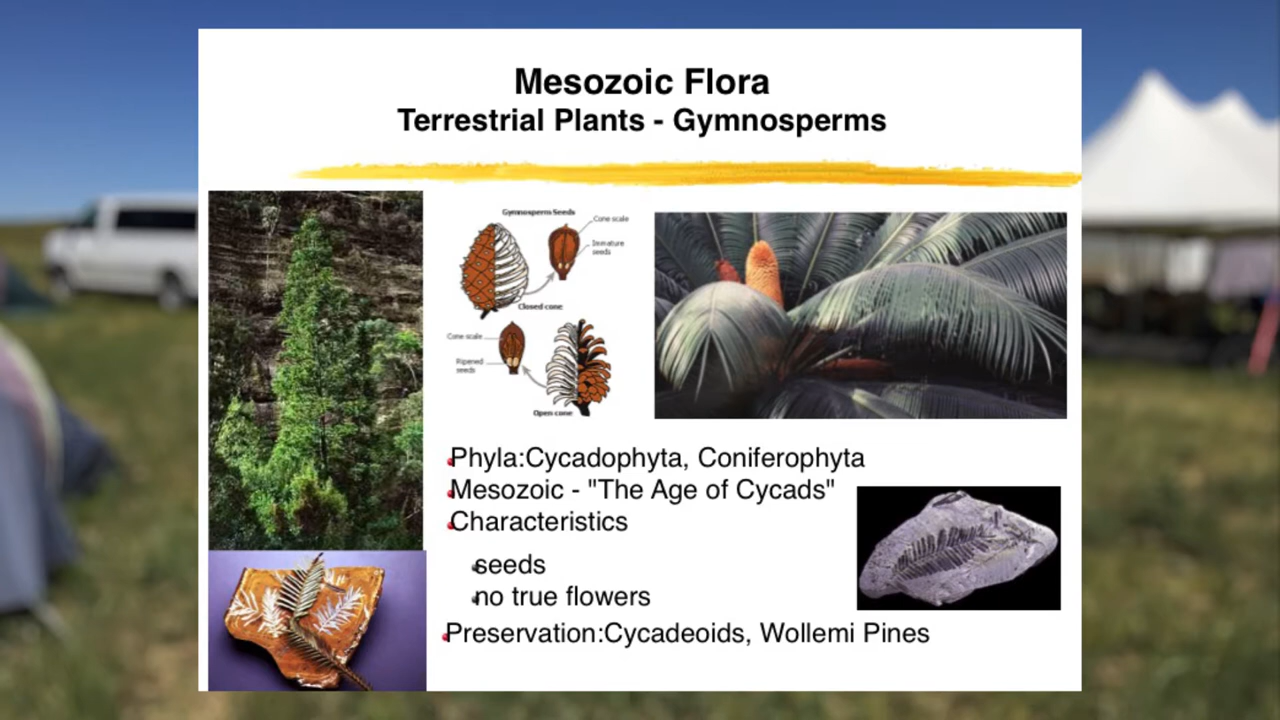 Mesozoic Flora
Terrestrial Plants - Gymnosperms
Gymnosperm Seeds
Cone scale
Immature
seeds
Closed cone
Cone scale
Ripened
seeds
Open cone
Phyla:Cycadophyta, Coniferophyta
Mesozoic - "The Age of Cycads"
Characteristics
seeds
no true flowers
Preservation:Cycadeoids, Wollemi Pines